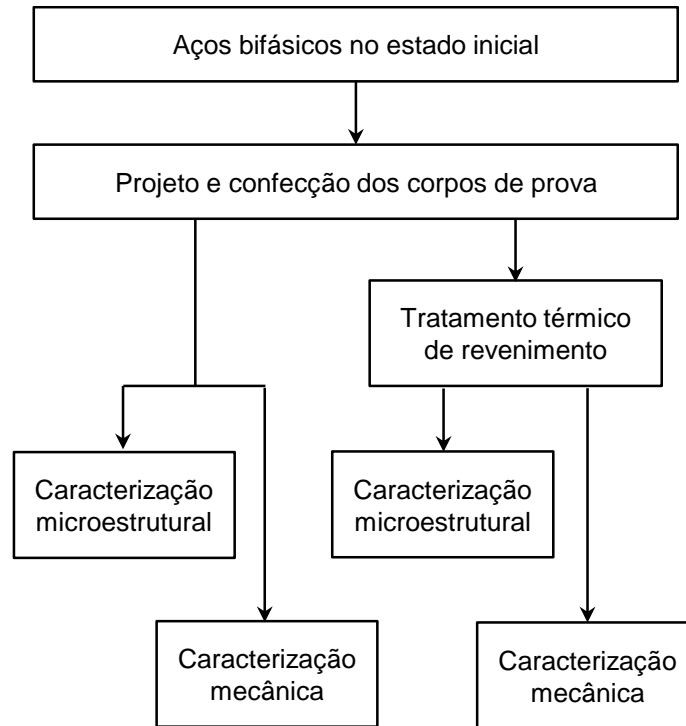 Aços bifásicos no estado inicial
Projeto e confecção dos corpos de prova
Tratamento térmico
de revenimento
Caracterização
microestrutural
Caracterização
microestrutural
Caracterização
mecânica
Caracterização
mecânica